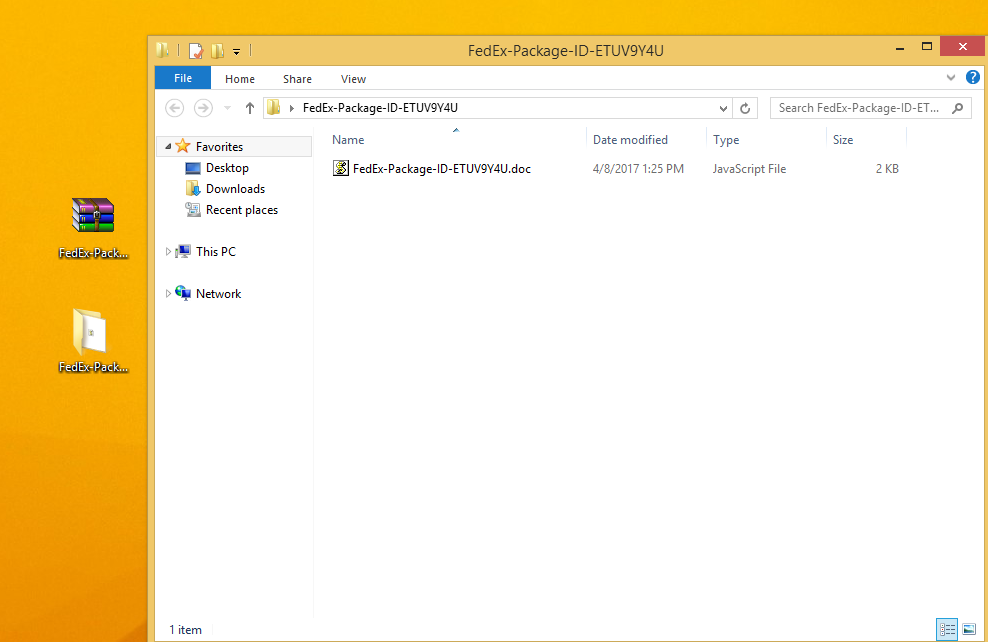 FedEx-Package-ID-ETUV9Y4U
File Home Share View
FedEx-Package-ID-ETUV9Y4U
Search FedEx-Package-ID-ET...
Name Date modified Type Size
FedEx-Package-ID-ETUV9Y4U.doc 4/8/2017 1:25 PM JavaScript File 2 KB
Favorites
Desktop
Downloads
Recent places
This PC
Network
FedEx-Pack...
FedEx-Pack...
1 item